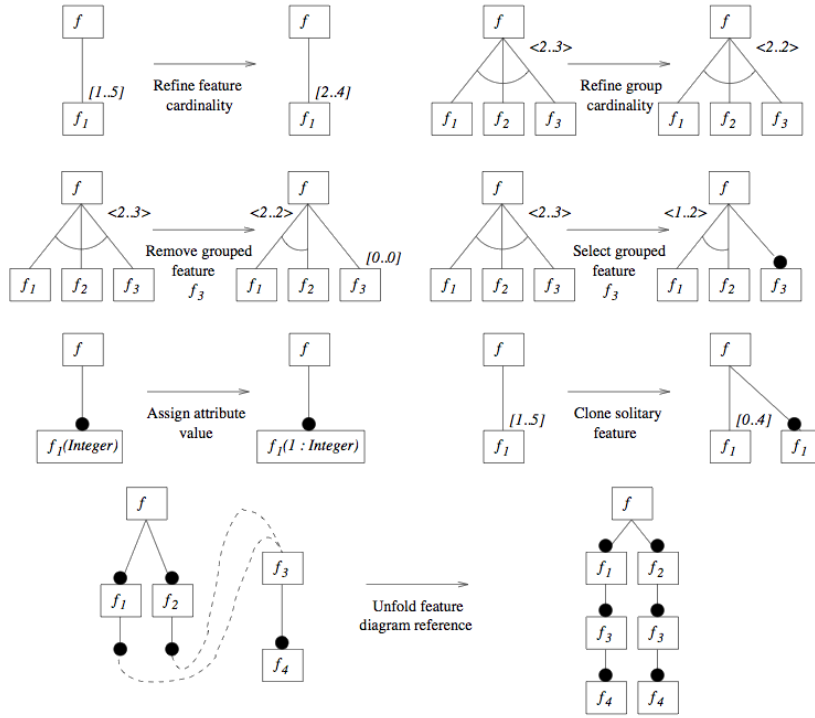 f f f f
[1..5] Refine feature cardinality [2..4] <2..3> Refine group cardinality <2..2>
f₁ f₁ f₁ f₂ f₃ f₁ f₂ f₃
f f f f
<2..3> <2..2> <2..3> <1..2>
Remove grouped feature f₃ [0..0] Select grouped feature f₃
f₁ f₂ f₃ f₁ f₂ f₃ f₁ f₂ f₃ f₁ f₂ f₃
f f f f
Assign attribute value [1..5] Clone solitary feature [0..4]
f₁(Integer) f₁(1 : Integer) f₁ f₁ f₁
f f
f₃ f₁ f₂
f₁ f₂ Unfold feature diagram reference f₃ f₃
f₄ f₄ f₄